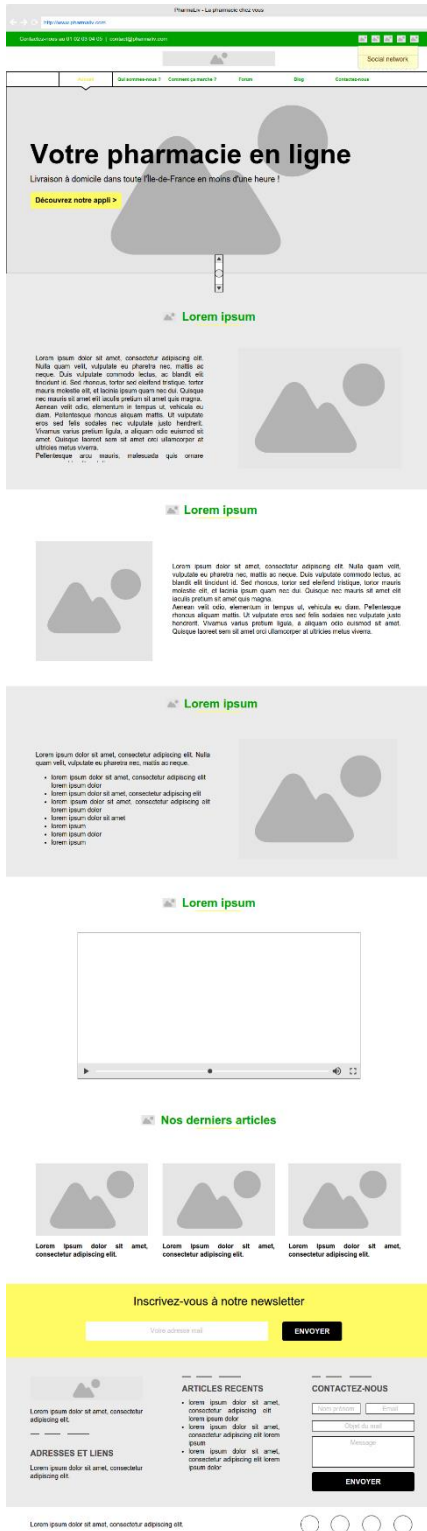 PharmaLiv - La pharmacie chez vous
http://www.pharmaliv.com
Contactez-nous au 01 02 03 04 05 | contact@pharmaliv.com
Social network
Accueil
Qui sommes-nous ?
Comment ça marche ?
Forum
Blog
Contactez-nous
Votre pharmacie en ligne
Livraison à domicile dans toute l'Île-de-France en moins d'une heure !
Découvrez notre appli >
Lorem ipsum
Lorem ipsum dolor sit amet, consectetur adipiscing elit.
Nulla quam velit, vulputate eu pharetra nec, mattis ac
neque. Duis vulputate commodo lectus, ac blandit elit
tincidunt id. Sed rhoncus, tortor sed eleifend tristique, tortor
mauris molestie elit, et lacinia ipsum quam nec dui. Quisque
nec mauris sit amet elit iaculis pretium sit amet quis magna.
Aenean velit odio, elementum in tempus ut, vehicula eu
diam. Pellentesque rhoncus aliquam mattis. Ut vulputate
eros sed felis sodales nec vulputate justo hendrerit.
Vivamus varius pretium ligula, a aliquam odio euismod sit
amet. Quisque laoreet sem sit amet orci ullamcorper at
ultricies metus viverra.
Pellentesque arcu mauris, malesuada quis ornare
Lorem ipsum
Lorem ipsum dolor sit amet, consectetur adipiscing elit. Nulla quam velit,
vulputate eu pharetra nec, mattis ac neque. Duis vulputate commodo lectus, ac
blandit elit tincidunt id. Sed rhoncus, tortor sed eleifend tristique, tortor mauris
molestie elit, et lacinia ipsum quam nec dui. Quisque nec mauris sit amet elit
iaculis pretium sit amet quis magna.
Aenean velit odio, elementum in tempus ut, vehicula eu diam. Pellentesque
rhoncus aliquam mattis. Ut vulputate eros sed felis sodales nec vulputate justo
hendrerit. Vivamus varius pretium ligula, a aliquam odio euismod sit amet.
Quisque laoreet sem sit amet orci ullamcorper at ultricies metus viverra.
Lorem ipsum
Lorem ipsum dolor sit amet, consectetur adipiscing elit. Nulla
quam velit, vulputate eu pharetra nec, mattis ac neque.
• lorem ipsum dolor sit amet, consectetur adipiscing elit
lorem ipsum dolor
• lorem ipsum dolor sit amet, consectetur adipiscing elit
• lorem ipsum dolor sit amet, consectetur adipiscing elit
lorem ipsum dolor
• lorem ipsum dolor sit amet
• lorem ipsum
• lorem ipsum dolor
• lorem ipsum
Lorem ipsum
Nos derniers articles
Lorem ipsum dolor sit amet,
consectetur adipiscing elit.
Lorem ipsum dolor sit amet,
consectetur adipiscing elit.
Lorem ipsum dolor sit amet,
consectetur adipiscing elit.
Inscrivez-vous à notre newsletter
Votre adresse mail
ENVOYER
Lorem ipsum dolor sit amet, consectetur
adipiscing elit.
ADRESSES ET LIENS
Lorem ipsum dolor sit amet, consectetur
adipiscing elit.
ARTICLES RECENTS
• lorem ipsum dolor sit amet,
consectetur adipiscing elit
lorem ipsum dolor
• lorem ipsum dolor sit amet,
consectetur adipiscing elit lorem
ipsum
• lorem ipsum dolor sit amet,
consectetur adipiscing elit lorem
ipsum dolor
CONTACTEZ-NOUS
Nom prénom
Email
Objet du mail
Message
ENVOYER
Lorem ipsum dolor sit amet, consectetur adipiscing elit.